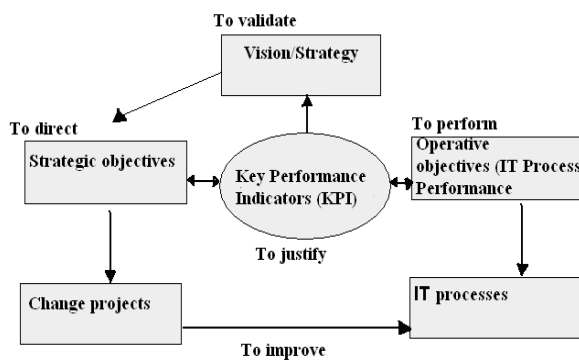 To validate
Vision/Strategy
To direct
Strategic objectives
To perform
Operative
objectives (IT Process
Performance
Key Performance
Indicators (KPI)
To justify
Change projects
IT processes
To improve